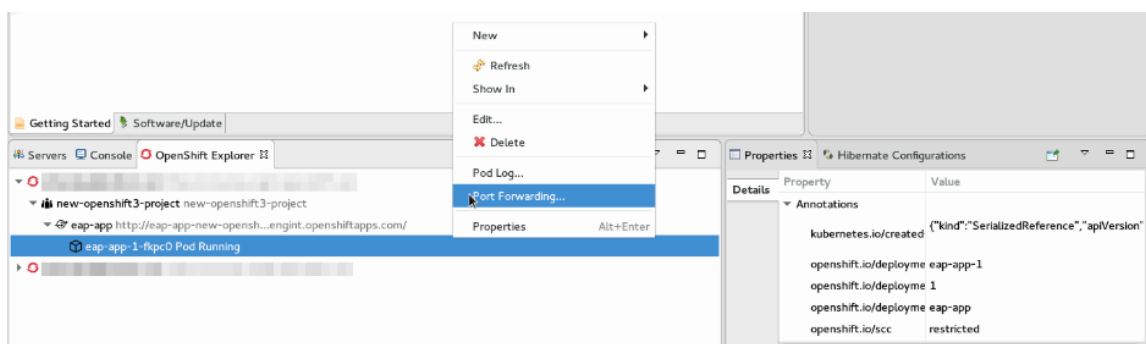 New
Refresh
Show In
Edit...
Delete
Pod Log...
Port Forwarding...
Properties Alt+Enter
Getting Started Software/Update
Servers Console OpenShift Explorer
new-openshift3-project new-openshift3-project
eap-app http://eap-app-new-opensh...engint.openshiftapps.com/
eap-app-1-fkpc0 Pod Running
Properties Hibernate Configurations
Details
Property Value
Annotations
kubernetes.io/created {"kind":"SerializedReference","apiVersion"
openshift.io/deployme eap-app-1
openshift.io/deployme 1
openshift.io/deployme eap-app
openshift.io/scc restricted